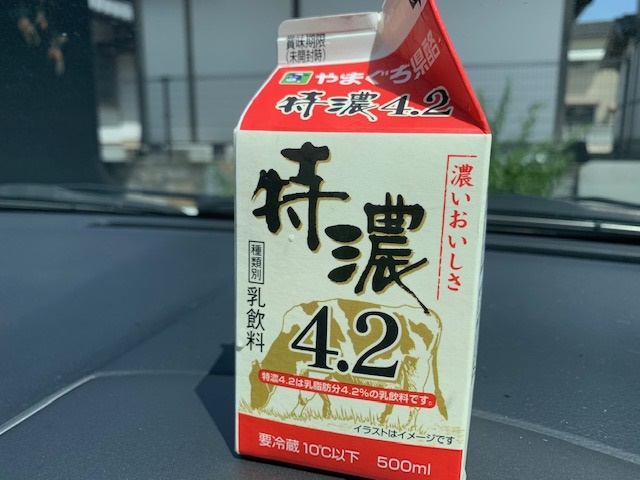 賞味期限
(未開封時)
やまぐち県酪
特濃4.2
濃いおいしさ
特濃
4.2
種類別
乳飲料
特濃4.2は乳脂肪分4.2%の乳飲料です。
イラストはイメージです
要冷蔵10℃以下 500ml